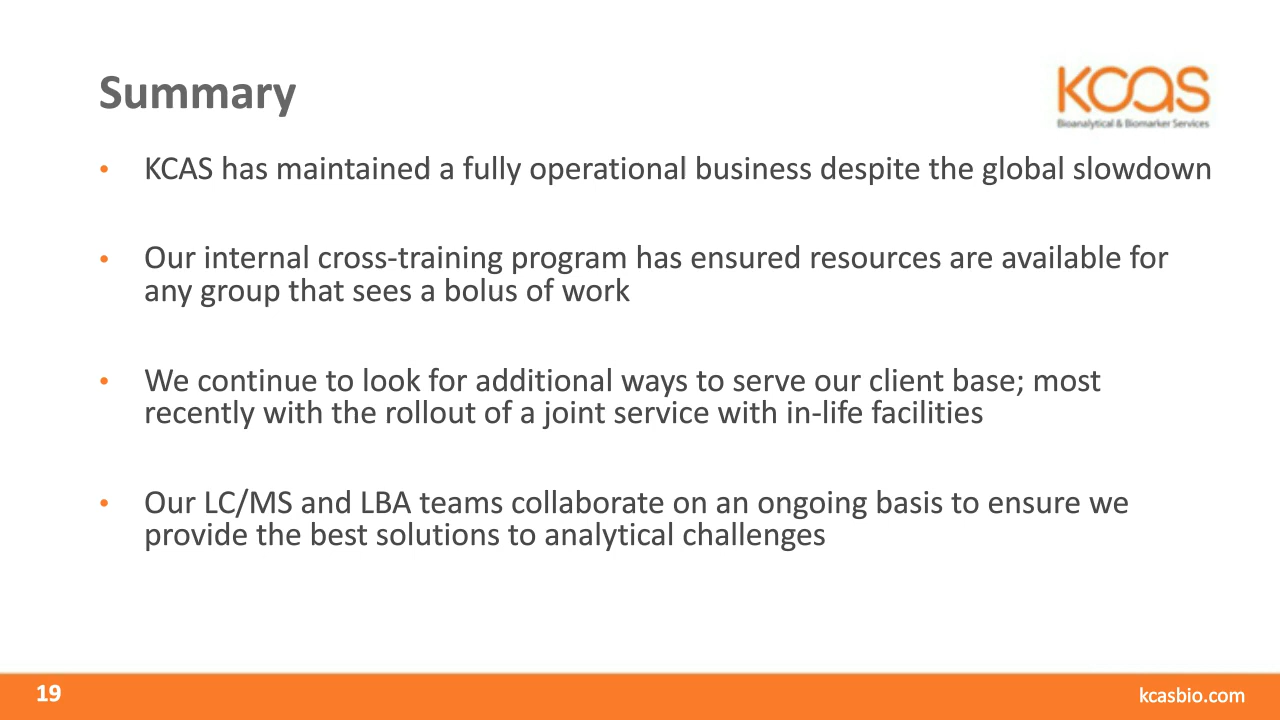 Summary
KCAS
Bioanalytical & Biomarker Services
• KCAS has maintained a fully operational business despite the global slowdown
• Our internal cross-training program has ensured resources are available for
any group that sees a bolus of work
• We continue to look for additional ways to serve our client base; most
recently with the rollout of a joint service with in-life facilities
• Our LC/MS and LBA teams collaborate on an ongoing basis to ensure we
provide the best solutions to analytical challenges
19
kcasbio.com